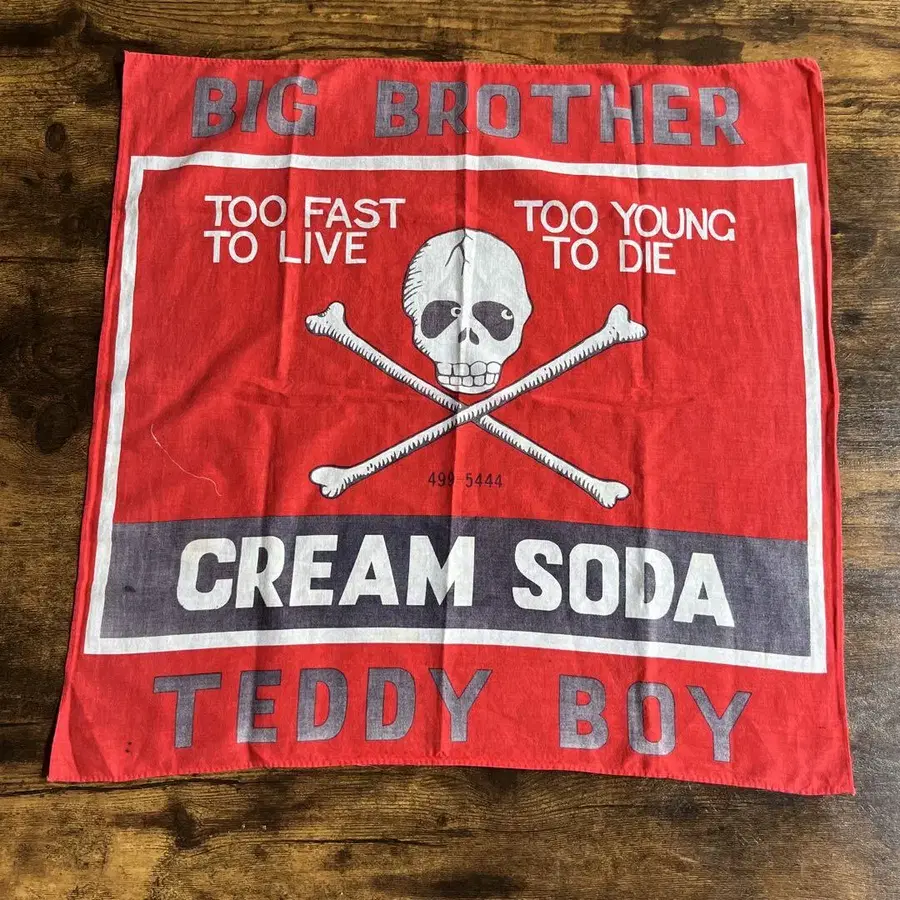 BIG BROTHER
TOO FAST
TO LIVE
TOO YOUNG
TO DIE
499-5444
CREAM SODA
TEDDY BOY